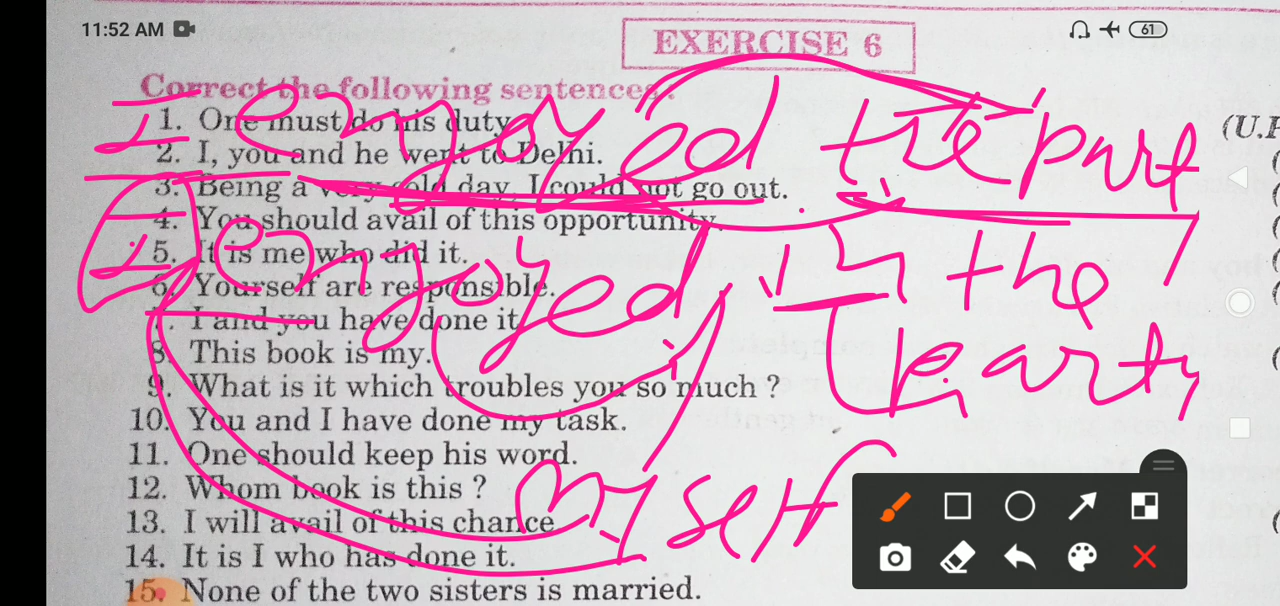 11:52 AM
61
EXERCISE 6
Correct the following sentences.
1. One must do his duty
2. I, you and he went to Delhi.
3. Being a very cold day, I could not go out.
4. You should avail of this opportunity.
5. It is me who did it.
6. Yourself are responsible.
7. I and you have done it
8. This book is my.
9. What is it which troubles you so much ?
10. You and I have done my task.
11. One should keep his word.
12. Whom book is this ?
13. I will avail of this chance
14. It is I who has done it.
15. None of the two sisters is married.
I enjoyed the part
I enjoyed in the
party
myself
(U.P